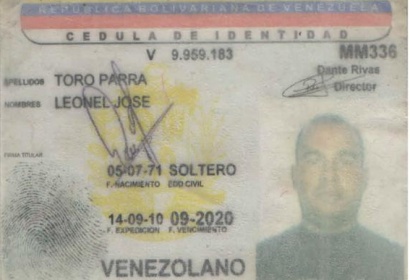 REPUBLICA BOLIVARIANA DE VENEZUELA
CEDULA DE IDENTIDAD
V 9.959.183 MM336
Dante Rivas
Director
APELLIDOS TORO PARRA
NOMBRES LEONEL JOSE
FIRMA TITULAR
05-07-71 SOLTERO
F. NACIMIENTO EDO CIVIL
14-09-10 09-2020
F. EXPEDICION F. VENCIMIENTO
VENEZOLANO